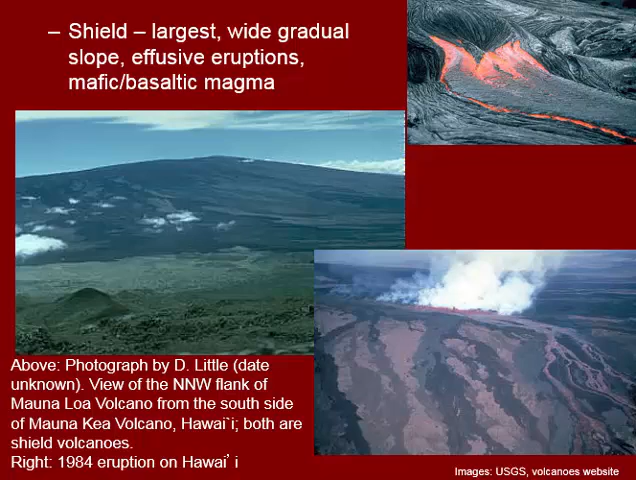 – Shield – largest, wide gradual
slope, effusive eruptions,
mafic/basaltic magma
Above: Photograph by D. Little (date
unknown). View of the NNW flank of
Mauna Loa Volcano from the south side
of Mauna Kea Volcano, Hawai`i; both are
shield volcanoes.
Right: 1984 eruption on Hawai’ i
Images: USGS, volcanoes website